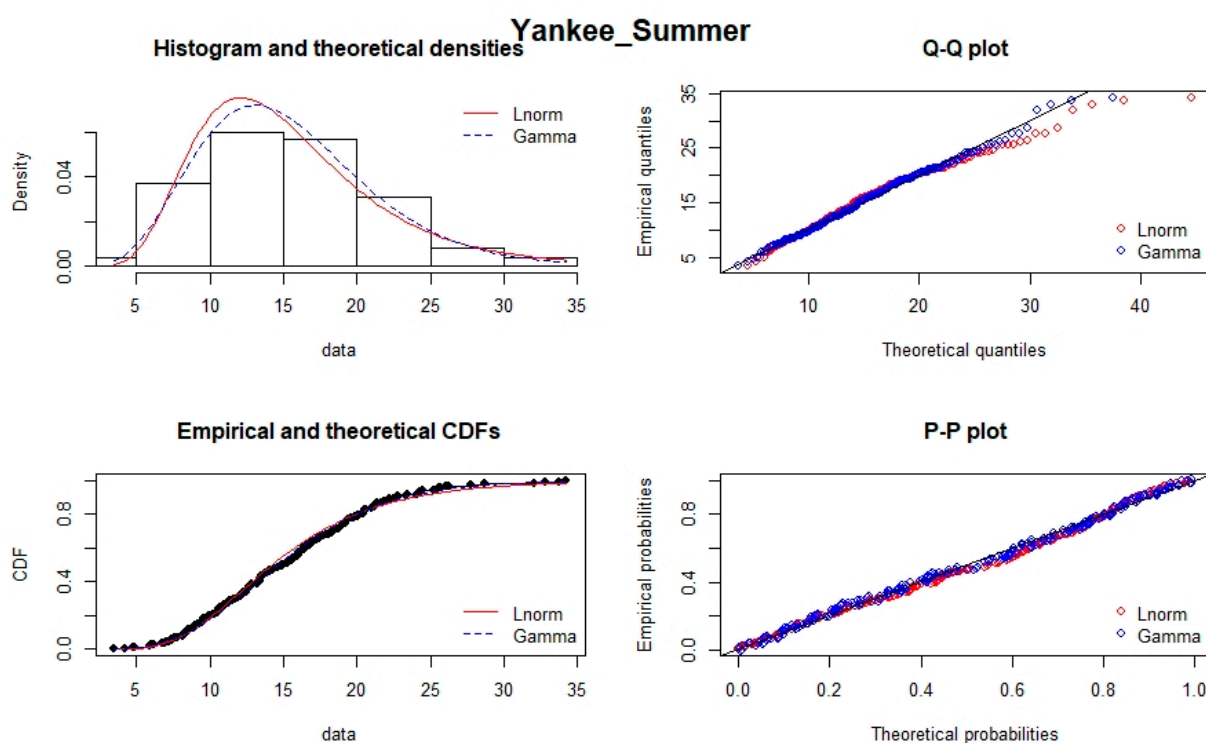 Yankee_Summer
Histogram and theoretical densities
Density
0.00
0.04
Lnorm
Gamma
5 10 15 20 25 30 35
data
Q-Q plot
Empirical quantiles
5 15 25 35
Lnorm
Gamma
10 20 30 40
Theoretical quantiles
Empirical and theoretical CDFs
CDF
0.0 0.4 0.8
Lnorm
Gamma
5 10 15 20 25 30 35
data
P-P plot
Empirical probabilities
0.0 0.4 0.8
Lnorm
Gamma
0.0 0.2 0.4 0.6 0.8 1.0
Theoretical probabilities